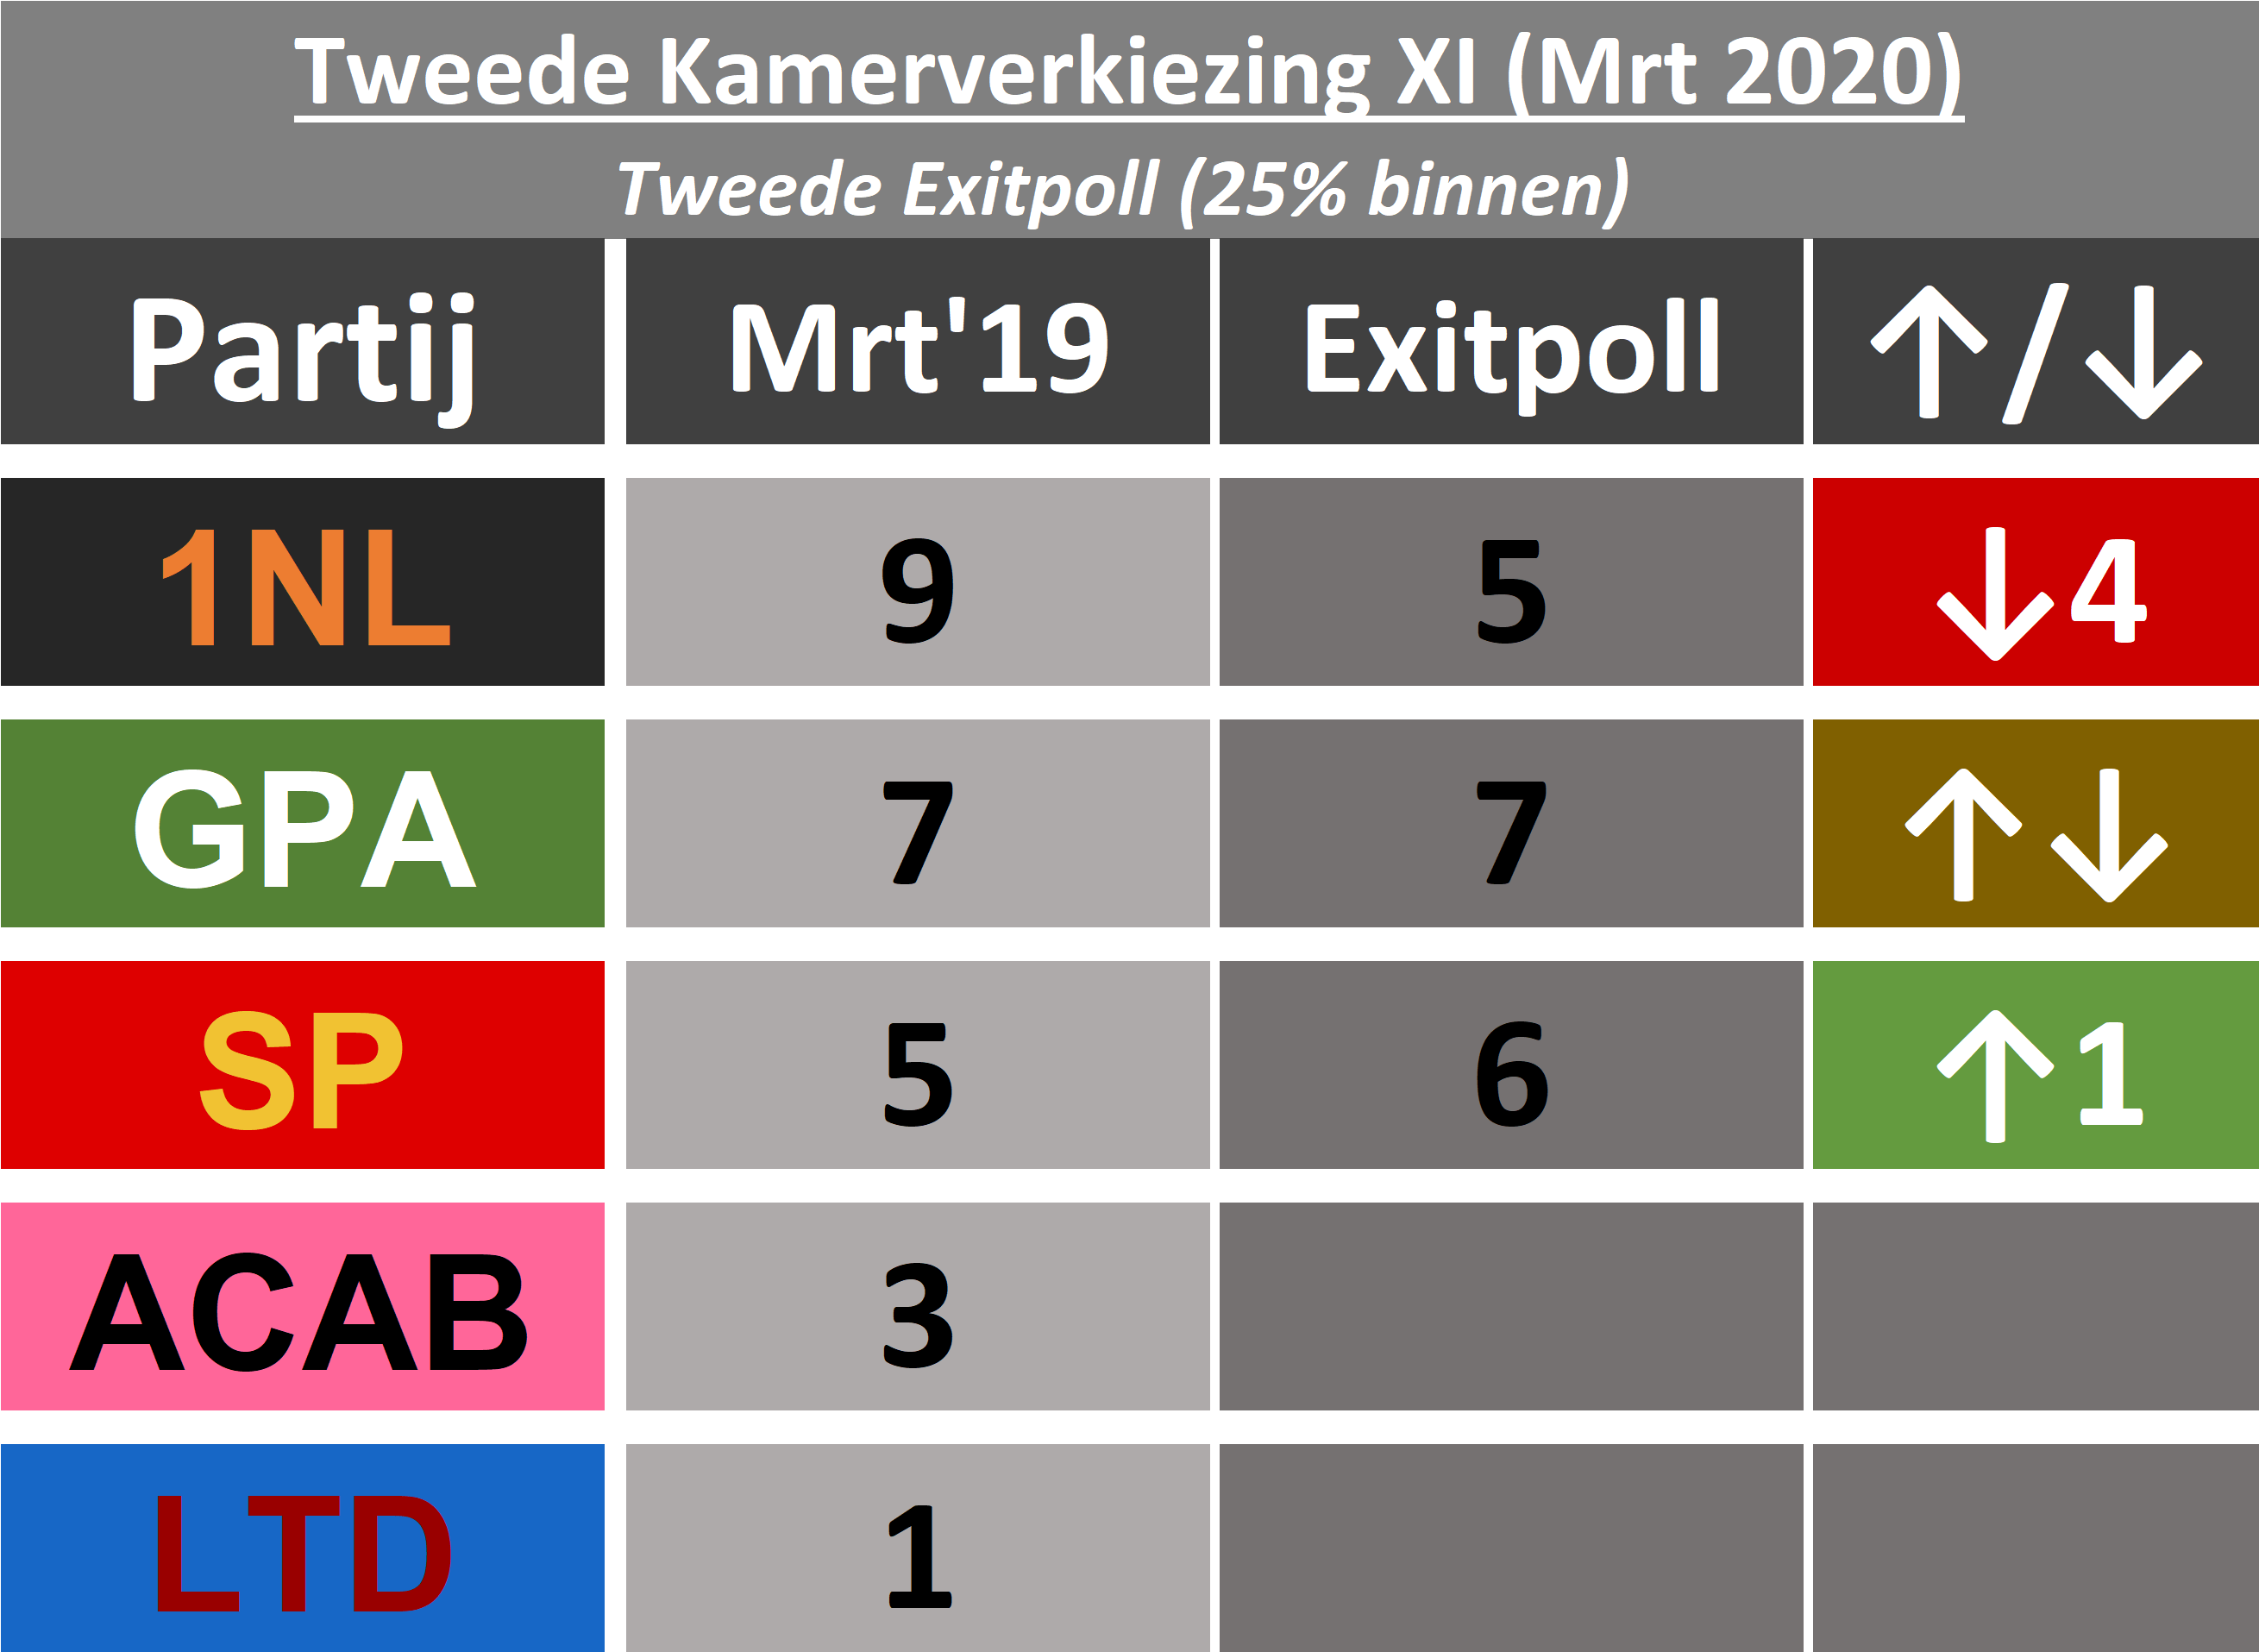 Tweede Kamerverkiezing XI (Mrt 2020)
Tweede Exitpoll (25% binnen)
Partij Mrt'19 Exitpoll ↑/↓
1NL 9 5 ↓4
GPA 7 7 ↑↓
SP 5 6 ↑1
ACAB 3
LTD 1